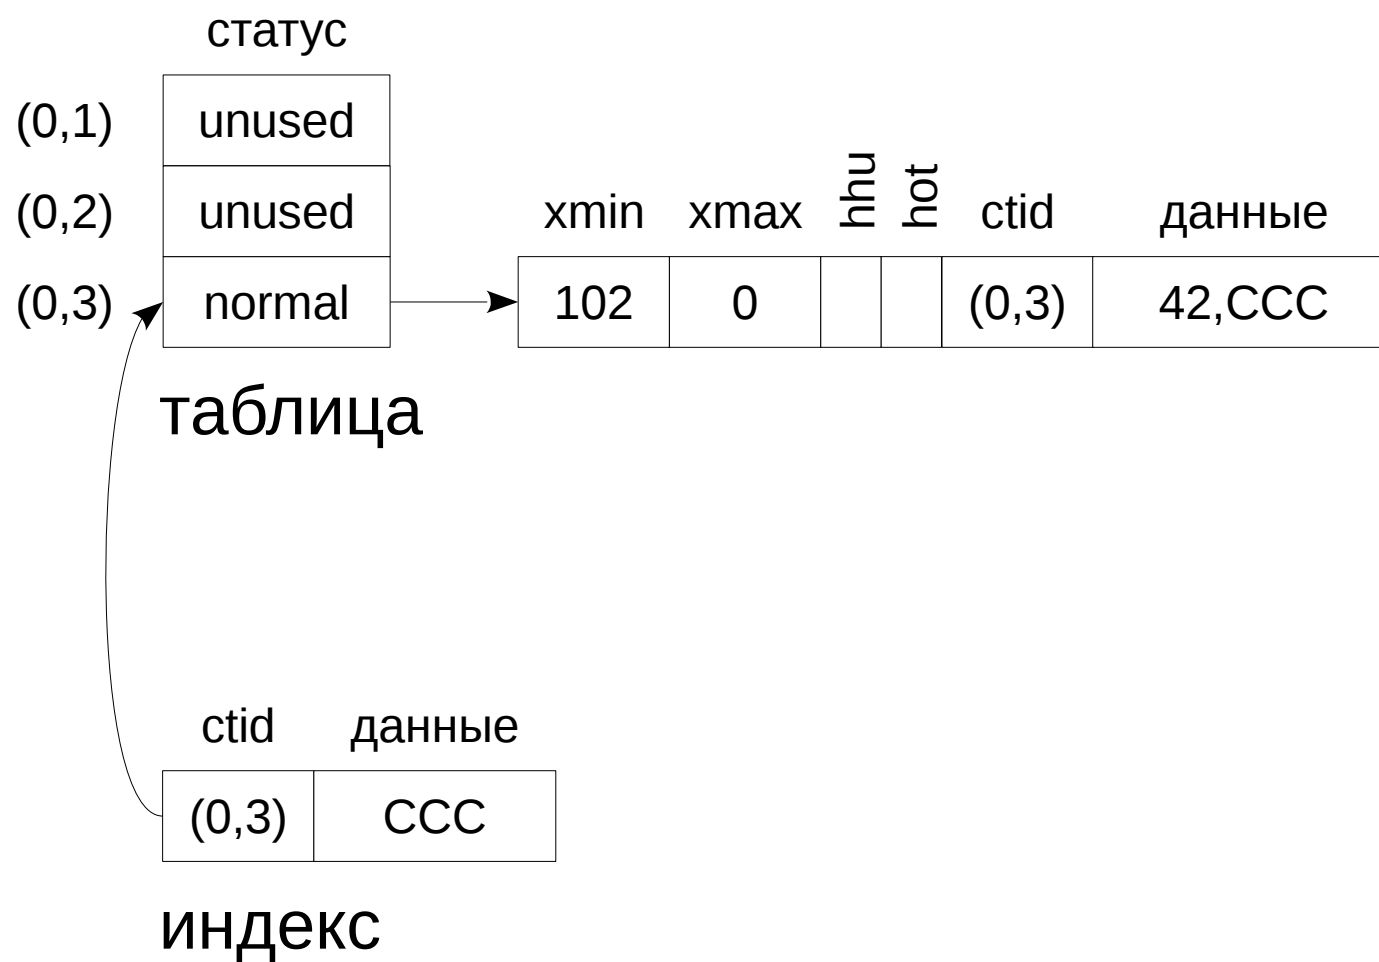 статус
(0,1) unused
(0,2) unused xmin xmax hhu hot ctid данные
(0,3) normal 102 0 (0,3) 42,CCC
таблица
ctid данные
(0,3) CCC
индекс